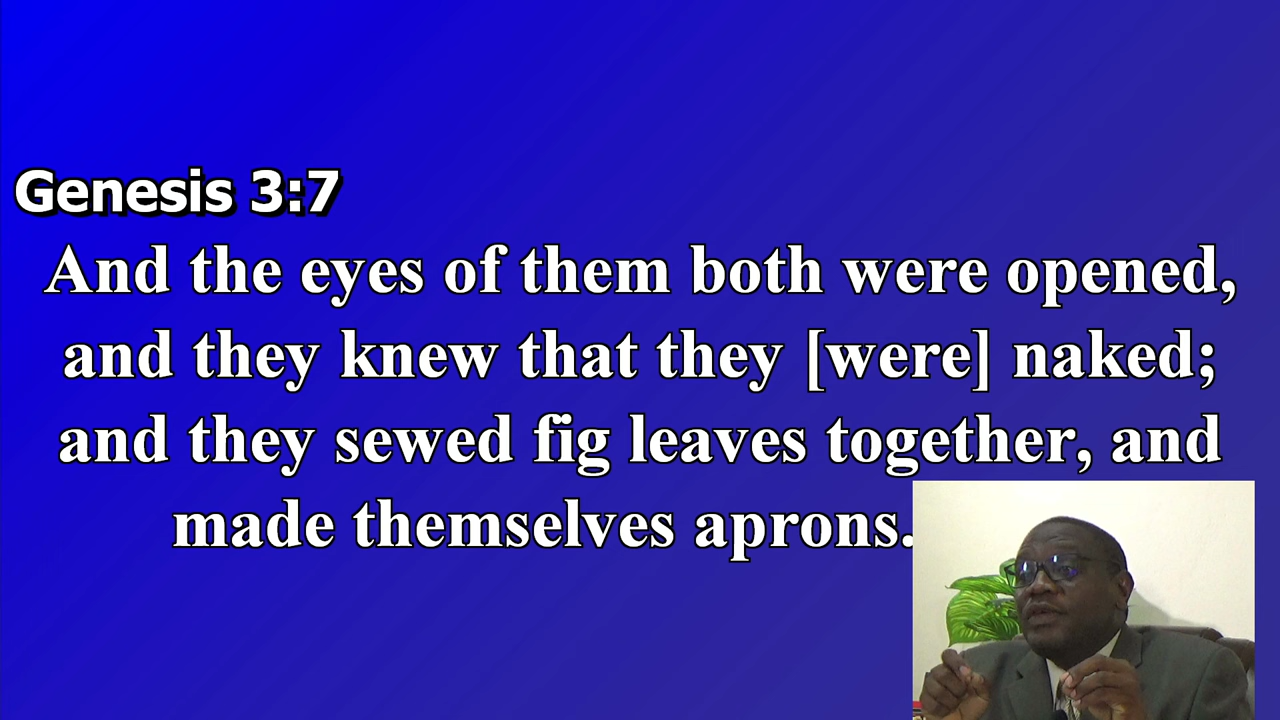 Genesis 3:7
And the eyes of them both were opened,
and they knew that they [were] naked;
and they sewed fig leaves together, and
made themselves aprons.